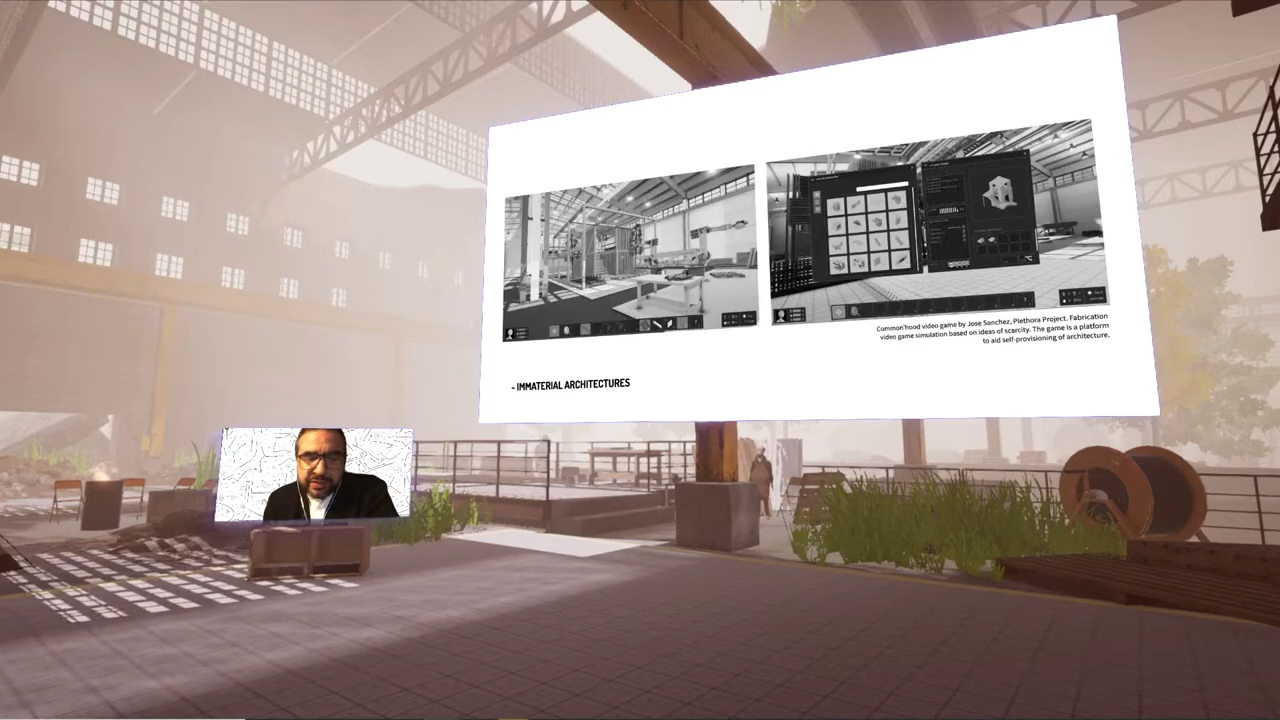 Common'hood video game by Jose Sanchez, Plethora Project. Fabrication
video game simulation based on ideas of scarcity. The game is a platform
to aid self-provisioning of architecture.
- IMMATERIAL ARCHITECTURES